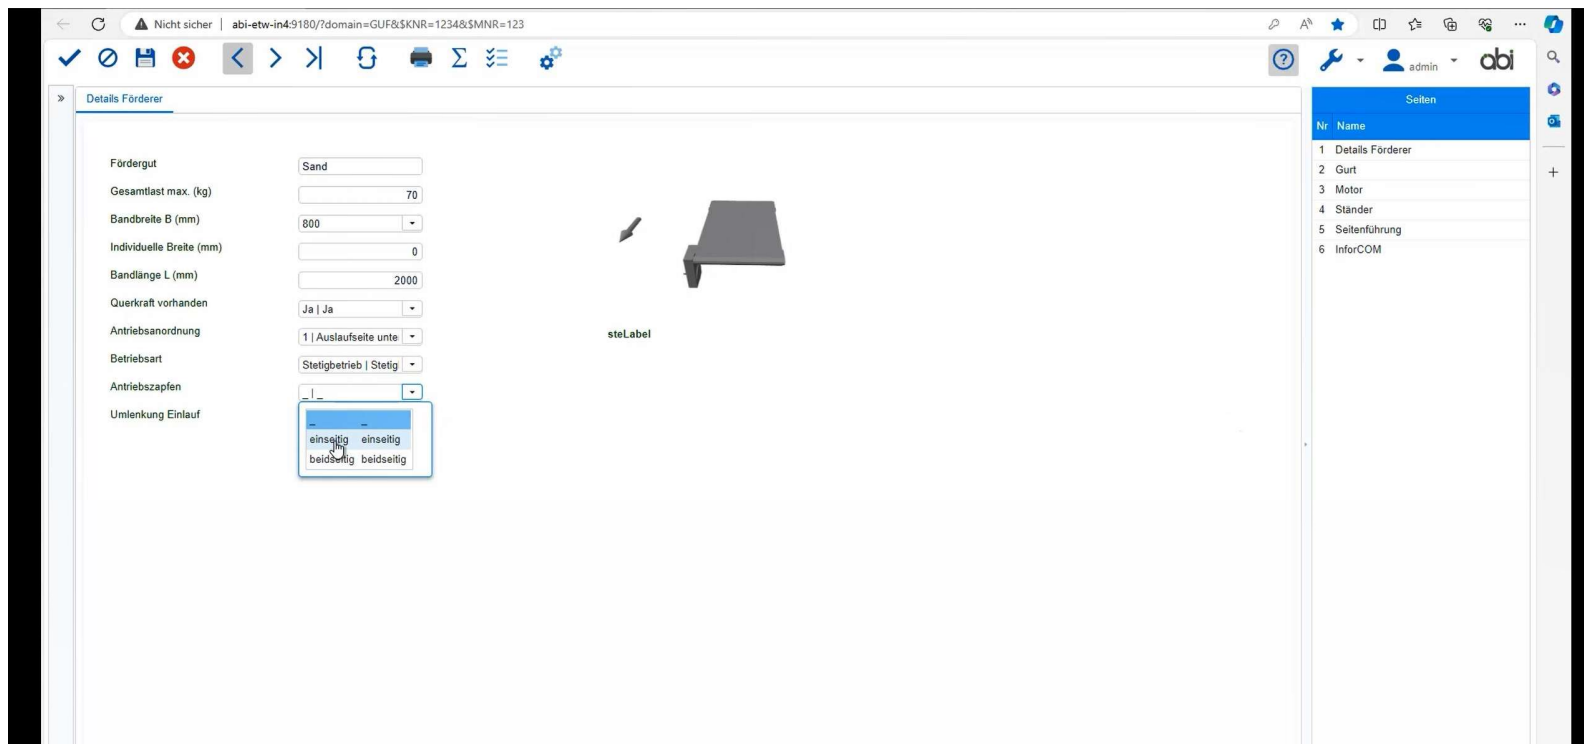 Nicht sicher | abi-etw-in4:9180/?domain=GUF&$KNR=1234&$MNR=123
admin abi
Details Förderer
Fördergut Sand
Gesamtlast max. (kg) 70
Bandbreite B (mm) 800
Individuelle Breite (mm) 0
Bandlänge L (mm) 2000
Querkraft vorhanden Ja | Ja
Antriebsanordnung 1 | Auslaufseite unte
Betriebsart Stetigbetrieb | Stetig
Antriebszapfen _ | _
Umlenkung Einlauf
_ _
einseitig einseitig
beidseitig beidseitig
steLabel
Seiten
Nr Name
1 Details Förderer
2 Gurt
3 Motor
4 Ständer
5 Seitenführung
6 InforCOM